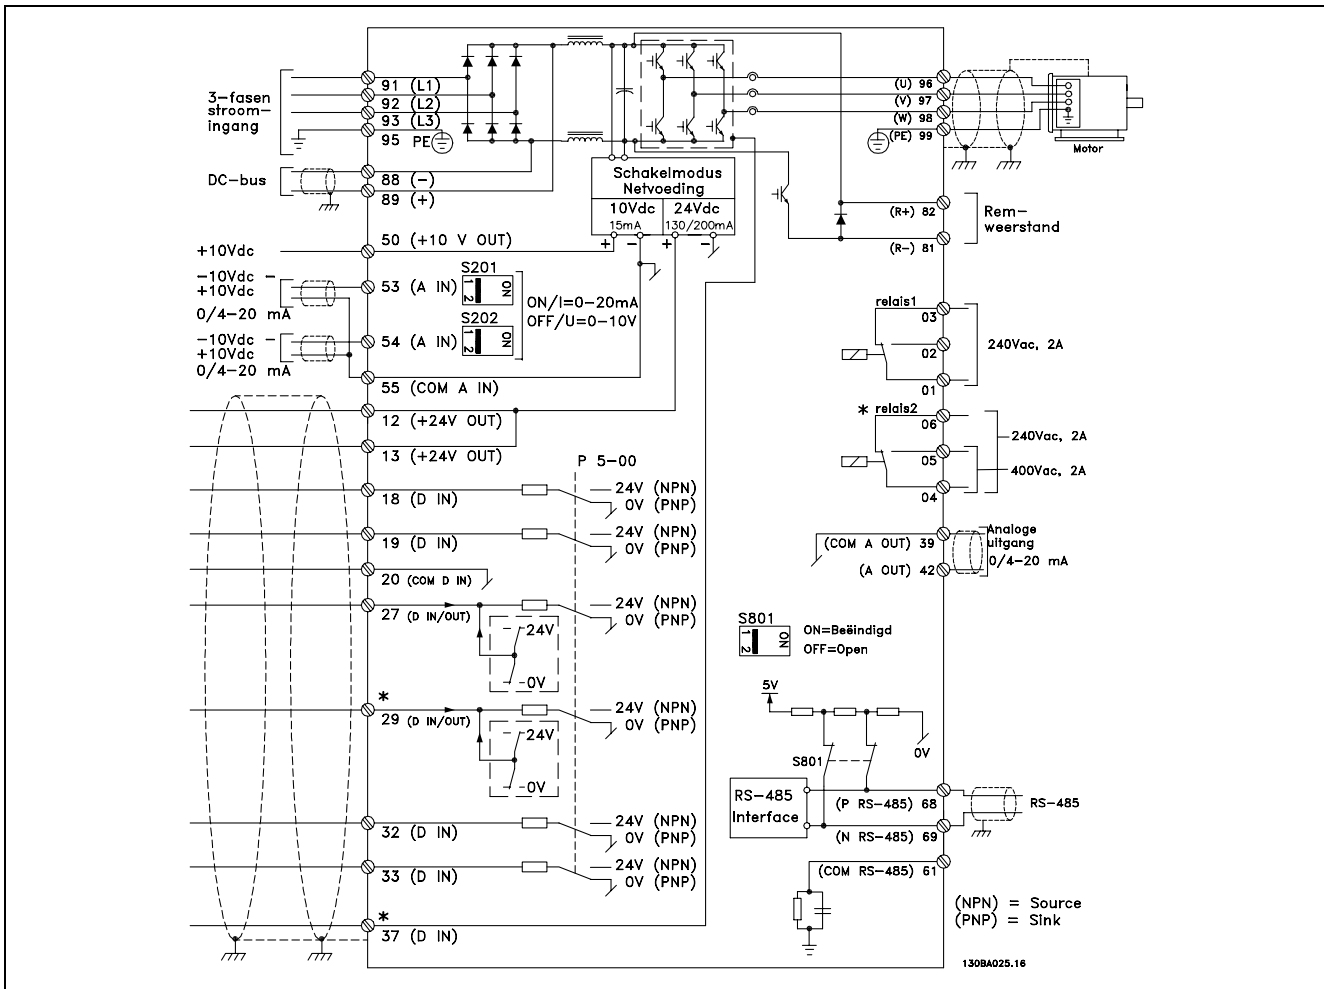 3-fasen
stroom-
ingang
91 (L1)
92 (L2)
93 (L3)
95 PE
DC-bus
88 (-)
89 (+)
+10Vdc
50 (+10 V OUT)
-10Vdc -
+10Vdc
0/4-20 mA
53 (A IN)
-10Vdc -
+10Vdc
0/4-20 mA
54 (A IN)
55 (COM A IN)
S201
1 2 ON
S202
1 2 ON
ON/I=0-20mA
OFF/U=0-10V
Schakelmodus
Netvoeding
10Vdc
15mA
24Vdc
130/200mA
+ - + -
12 (+24V OUT)
13 (+24V OUT)
P 5-00
18 (D IN)
24V (NPN)
0V (PNP)
19 (D IN)
24V (NPN)
0V (PNP)
20 (COM D IN)
27 (D IN/OUT)
24V (NPN)
0V (PNP)
24V
0V
*
29 (D IN/OUT)
24V (NPN)
0V (PNP)
24V
0V
32 (D IN)
24V (NPN)
0V (PNP)
33 (D IN)
24V (NPN)
0V (PNP)
*
37 (D IN)
(U) 96
(V) 97
(W) 98
(PE) 99
Motor
(R+) 82
(R-) 81
Rem-
weerstand
relais1
03
02
01
240Vac, 2A
* relais2
06
05
04
240Vac, 2A
400Vac, 2A
(COM A OUT) 39
(A OUT) 42
Analoge
uitgang
0/4-20 mA
S801
1 2 ON
ON=Beëindigd
OFF=Open
5V
0V
S801
RS-485
Interface
(P RS-485) 68
(N RS-485) 69
RS-485
(COM RS-485) 61
(NPN) = Source
(PNP) = Sink
130BA025.16